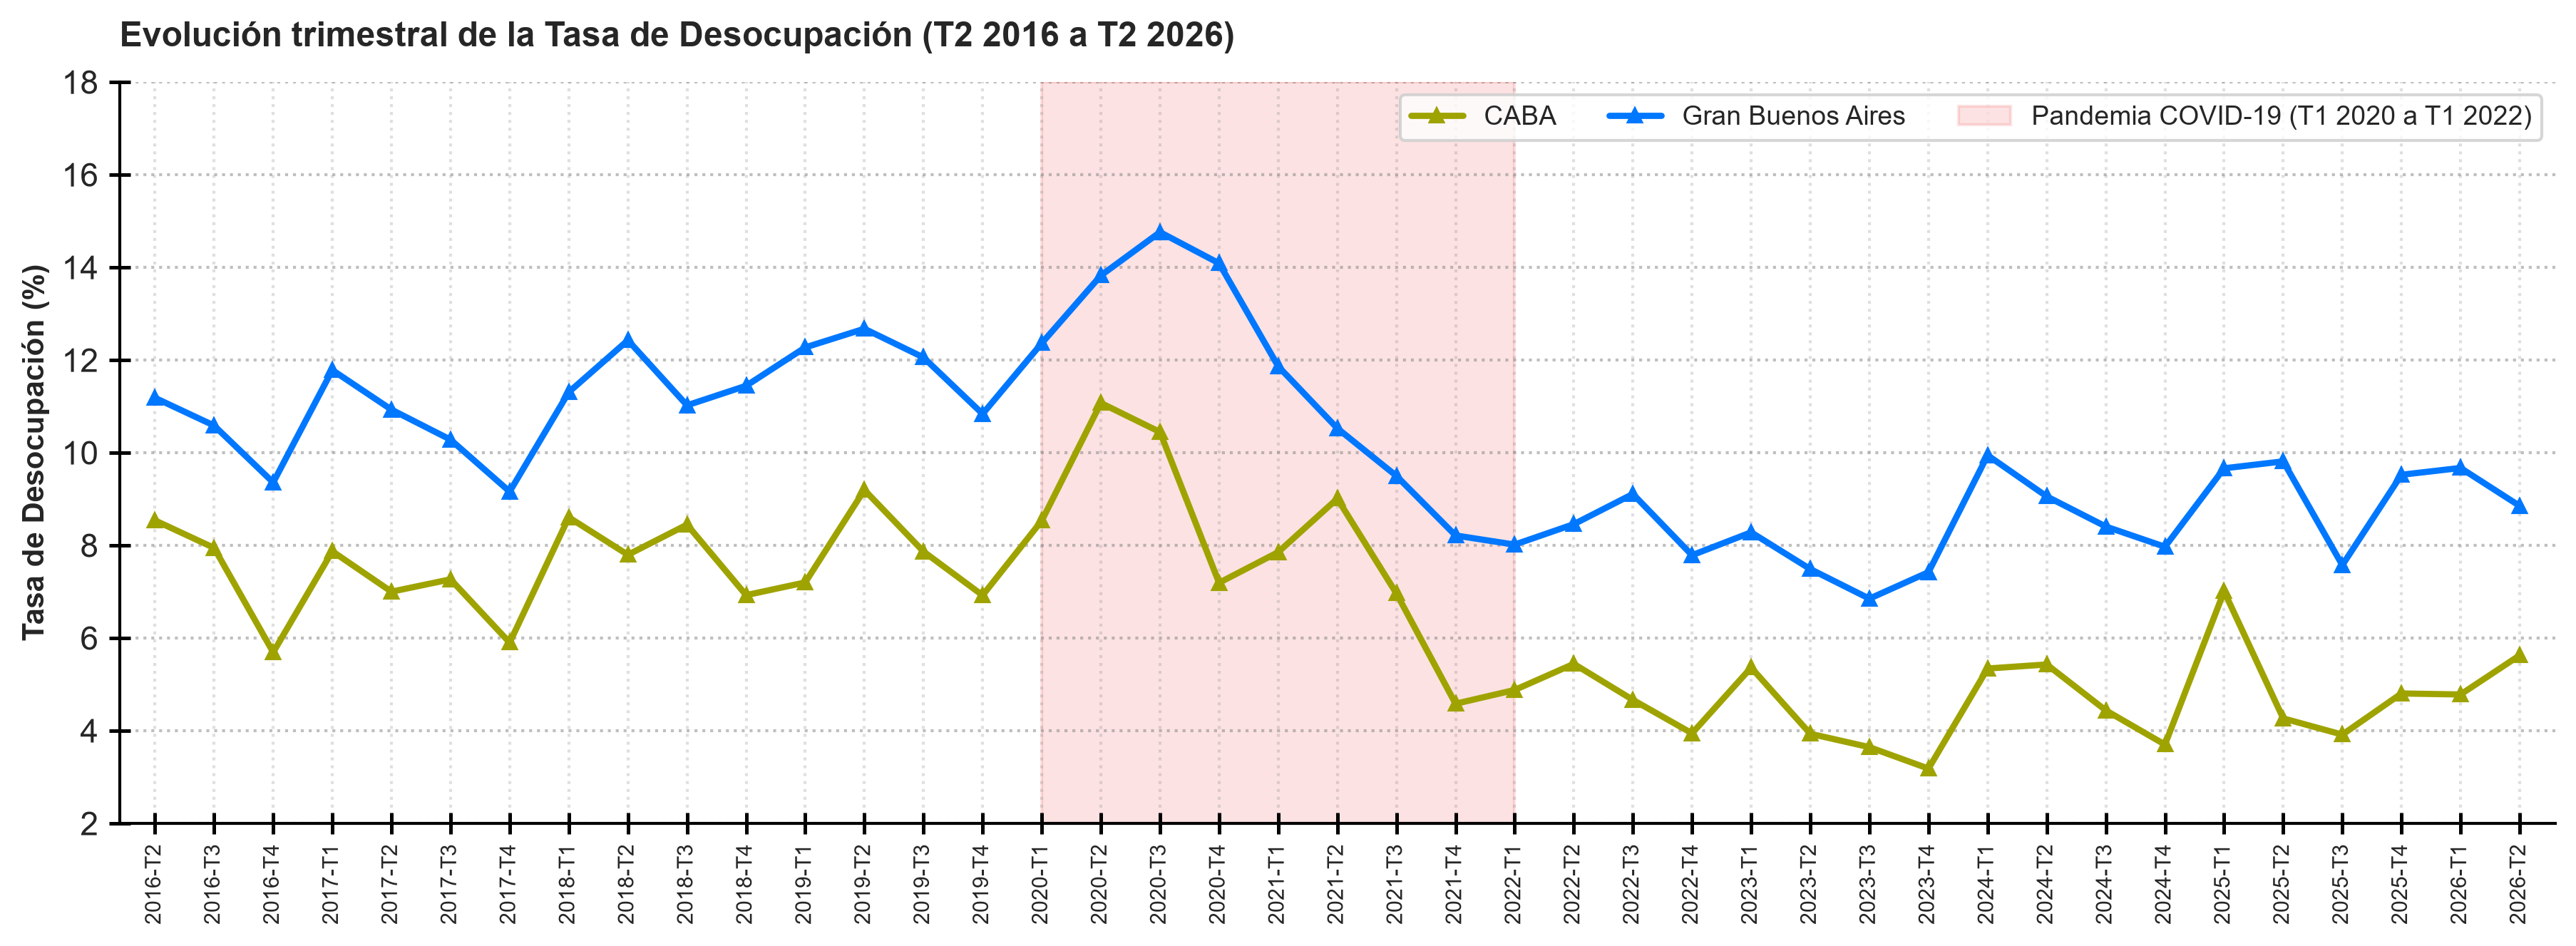 Evolución trimestral de la Tasa de Desocupación (T2 2016 a T2 2026)
CABA
Gran Buenos Aires
Pandemia COVID-19 (T1 2020 a T1 2022)
Tasa de Desocupación (%)
18
16
14
12
10
8
6
4
2
2016-T2
2016-T3
2016-T4
2017-T1
2017-T2
2017-T3
2017-T4
2018-T1
2018-T2
2018-T3
2018-T4
2019-T1
2019-T2
2019-T3
2019-T4
2020-T1
2020-T2
2020-T3
2020-T4
2021-T1
2021-T2
2021-T3
2021-T4
2022-T1
2022-T2
2022-T3
2022-T4
2023-T1
2023-T2
2023-T3
2023-T4
2024-T1
2024-T2
2024-T3
2024-T4
2025-T1
2025-T2
2025-T3
2025-T4
2026-T1
2026-T2